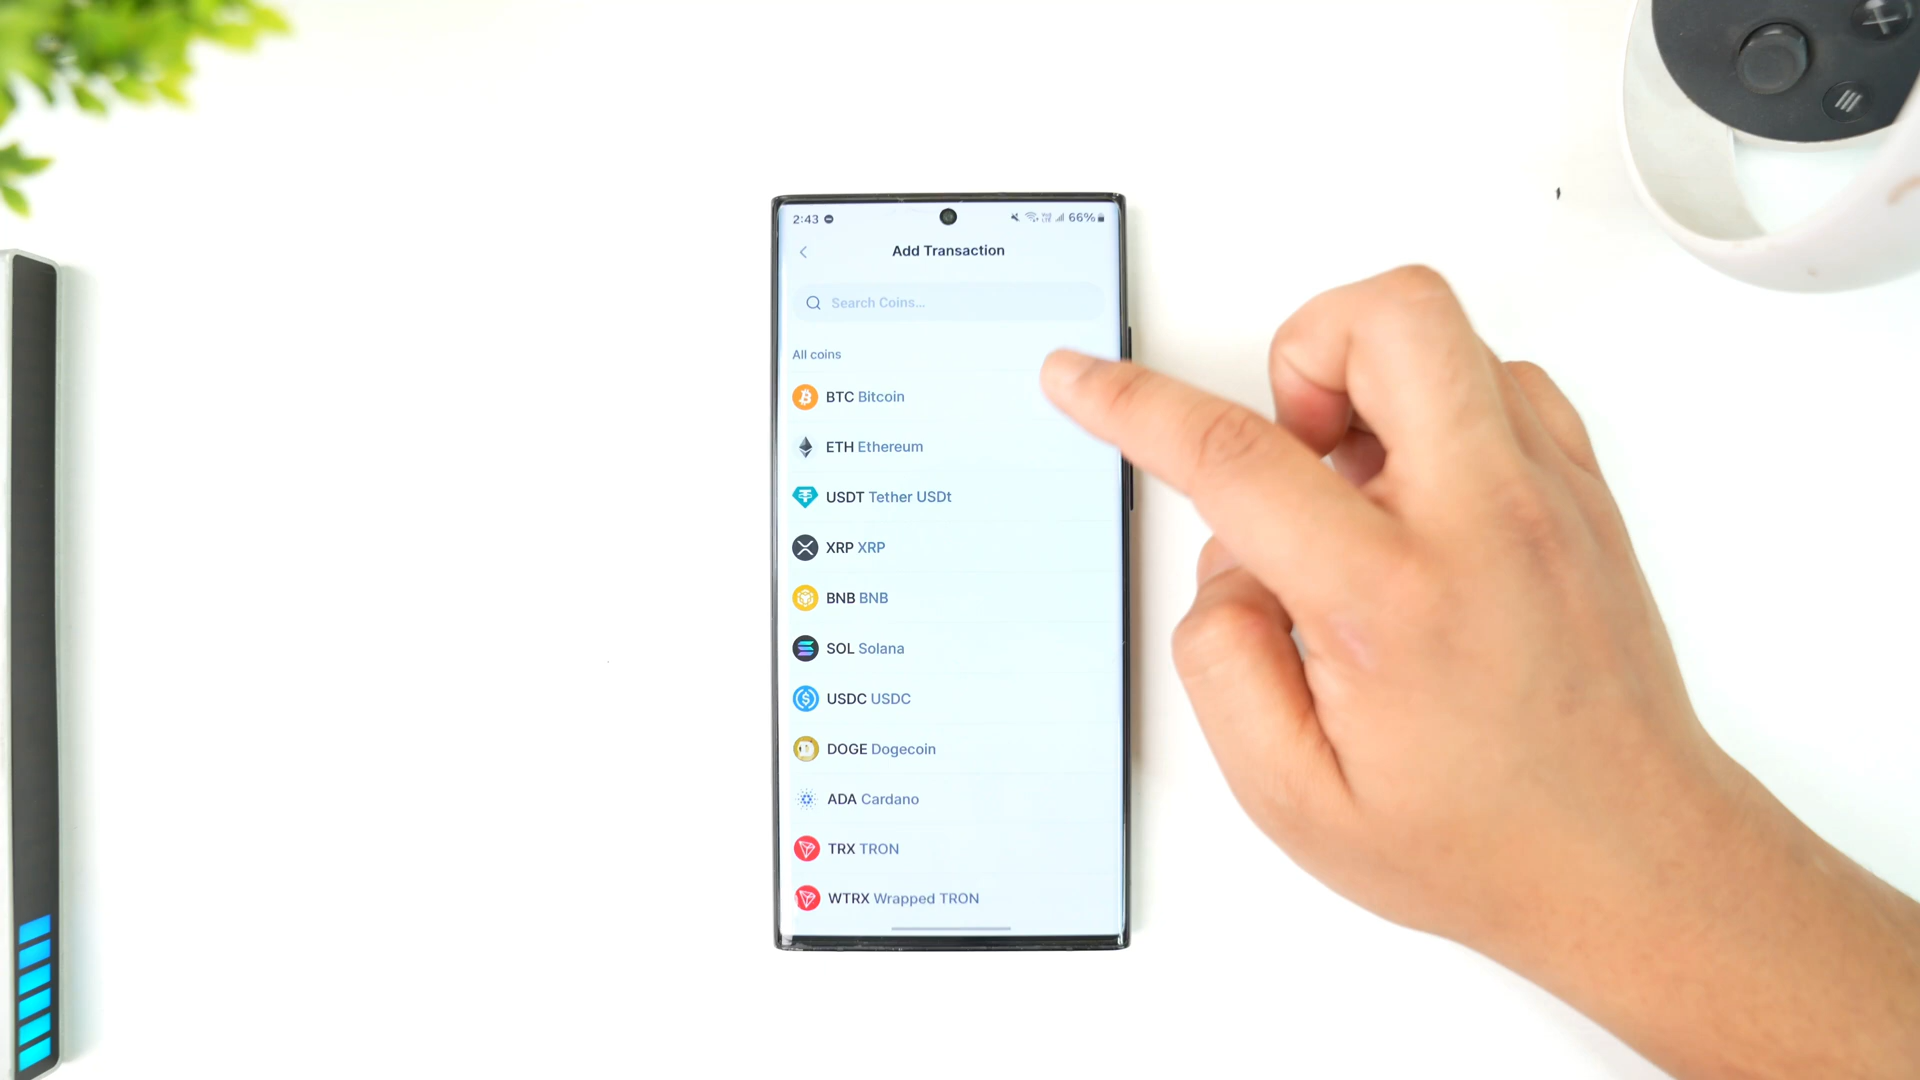 2:43
66%
Add Transaction
Search Coins...
All coins
BTC Bitcoin
ETH Ethereum
USDT Tether USDt
XRP XRP
BNB BNB
SOL Solana
USDC USDC
DOGE Dogecoin
ADA Cardano
TRX TRON
WTRX Wrapped TRON